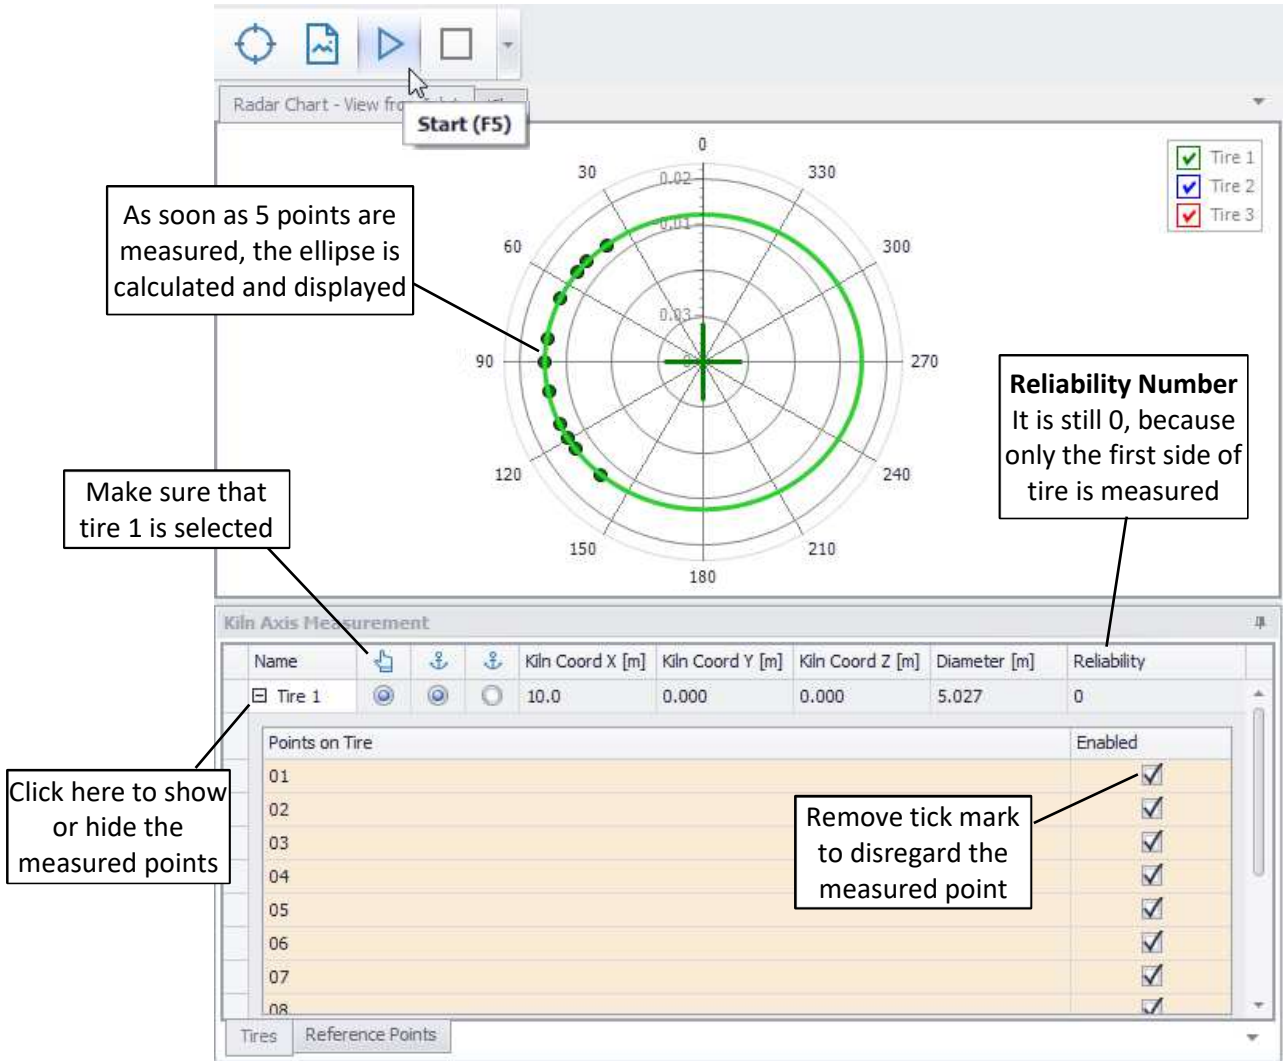 Radar Chart - View fro
Start (F5)
Tire 1
Tire 2
Tire 3
0
330
300
270
240
210
180
150
120
90
60
30
0.02
0.01
0.03
0
As soon as 5 points are
measured, the ellipse is
calculated and displayed
Reliability Number
It is still 0, because
only the first side of
tire is measured
Make sure that
tire 1 is selected
Kiln Axis Measurement
Name Kiln Coord X [m] Kiln Coord Y [m] Kiln Coord Z [m] Diameter [m] Reliability
Tire 1 10.0 0.000 0.000 5.027 0
Points on Tire Enabled
01
02
03
04
05
06
07
08
Click here to show
or hide the
measured points
Remove tick mark
to disregard the
measured point
Tires Reference Points